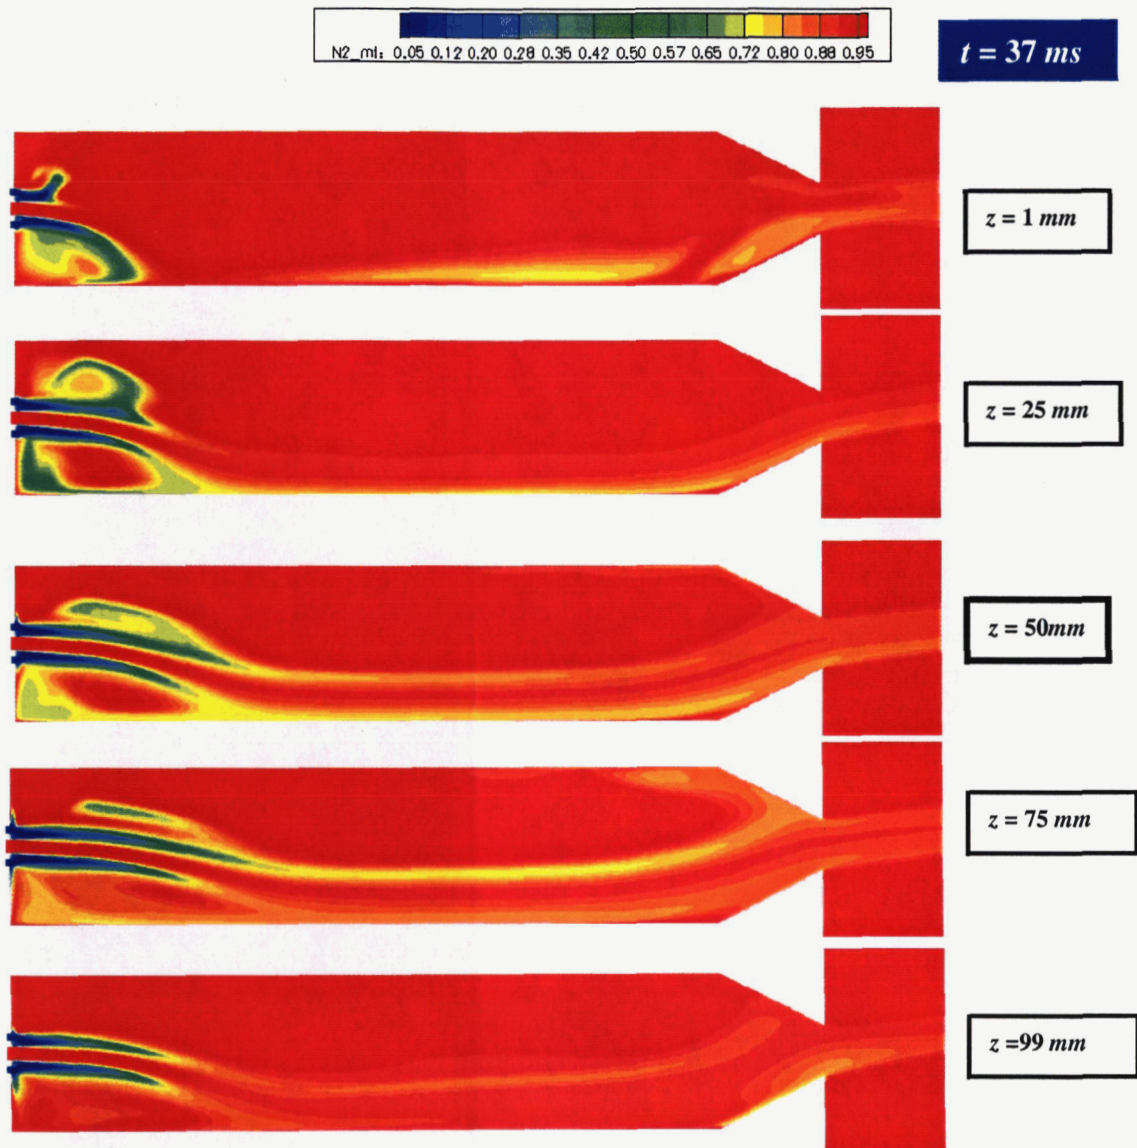 N2_mf: 0.05 0.12 0.20 0.28 0.35 0.42 0.50 0.57 0.65 0.72 0.80 0.88 0.95
t = 37 ms
z = 1 mm
z = 25 mm
z = 50mm
z = 75 mm
z =99 mm